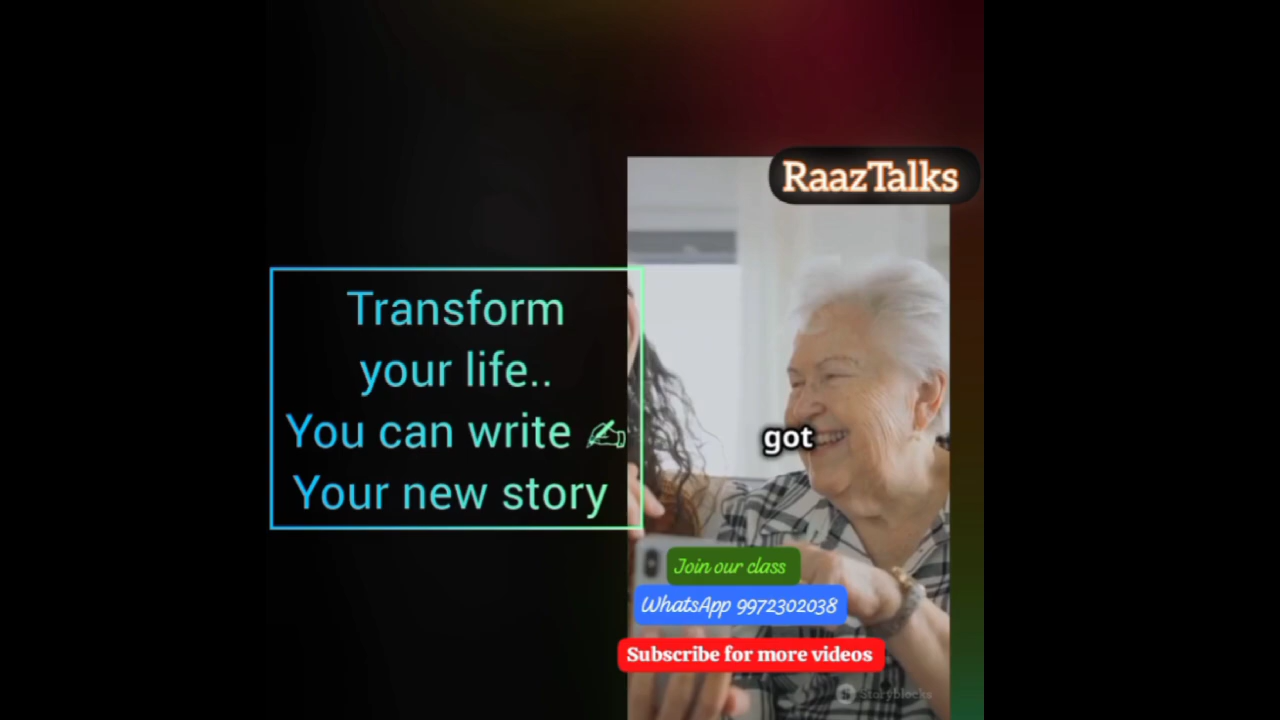 RaazTalks
Transform
your life..
You can write ✍
Your new story
got
Join our class
WhatsApp 9972302038
Subscribe for more videos
Storyblocks